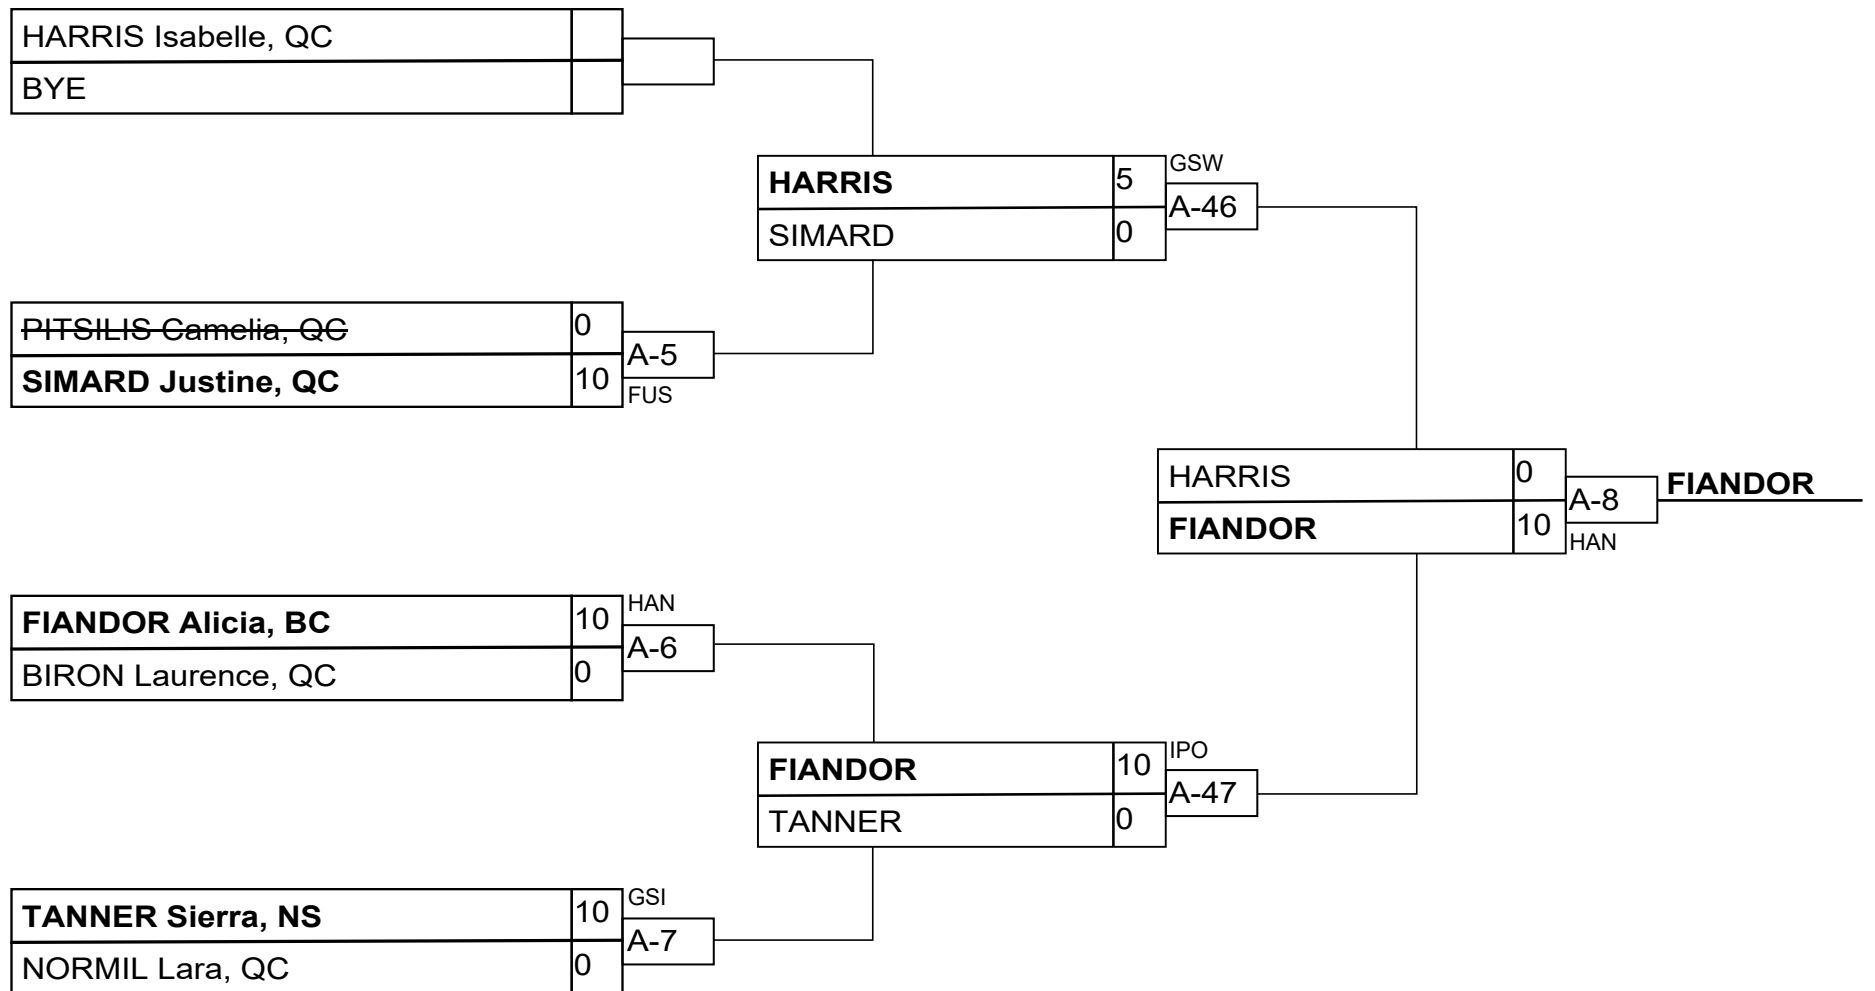 HARRIS Isabelle, QC
BYE
HARRIS 5 GSW
A-46
SIMARD 0
PITSILIS Camelia, QC 0
A-5
SIMARD Justine, QC 10 FUS
HARRIS 0
A-8 FIANDOR
FIANDOR 10 HAN
FIANDOR Alicia, BC 10 HAN
A-6
BIRON Laurence, QC 0
FIANDOR 10 IPO
A-47
TANNER 0
TANNER Sierra, NS 10 GSI
A-7
NORMIL Lara, QC 0